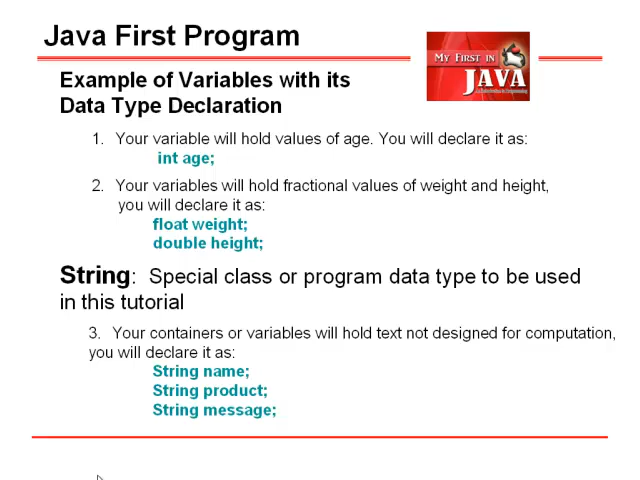 Java First Program
MY FIRST IN
JAVA
Example of Variables with its
Data Type Declaration
1. Your variable will hold values of age. You will declare it as:
int age;
2. Your variables will hold fractional values of weight and height,
you will declare it as:
float weight;
double height;
String: Special class or program data type to be used
in this tutorial
3. Your containers or variables will hold text not designed for computation,
you will declare it as:
String name;
String product;
String message;